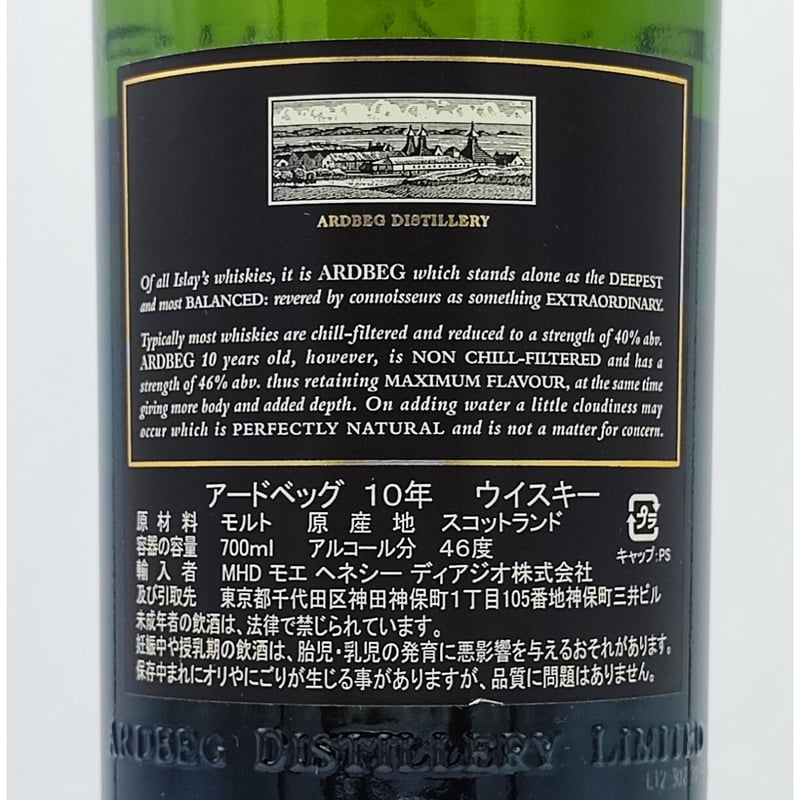 ARDBEG DISTILLERY
Of all Islay's whiskies, it is ARDBEG which stands alone as the DEEPEST
and most BALANCED: revered by connoisseurs as something EXTRAORDINARY.
Typically most whiskies are chill-filtered and reduced to a strength of 40% abv.
ARDBEG 10 years old, however, is NON CHILL-FILTERED and has a
strength of 46% abv. thus retaining MAXIMUM FLAVOUR, at the same time
giving more body and added depth. On adding water a little cloudiness may
occur which is PERFECTLY NATURAL and is not a matter for concern.
アードベッグ 10年 ウイスキー
原材料 モルト 原産地 スコットランド
容器の容量 700ml アルコール分 46度
輸入者 MHD モエ ヘネシー ディアジオ株式会社
及び引取先 東京都千代田区神田神保町1丁目105番地神保町三井ビル
未成年者の飲酒は、法律で禁じられています。
妊娠中や授乳期の飲酒は、胎児・乳児の発育に悪影響を与えるおそれがあります。
保存中まれにオリやにごりが生じる事がありますが、品質に問題はありません。
プラ
キャップ:PS
ARDBEG DISTILLERY LIMITED